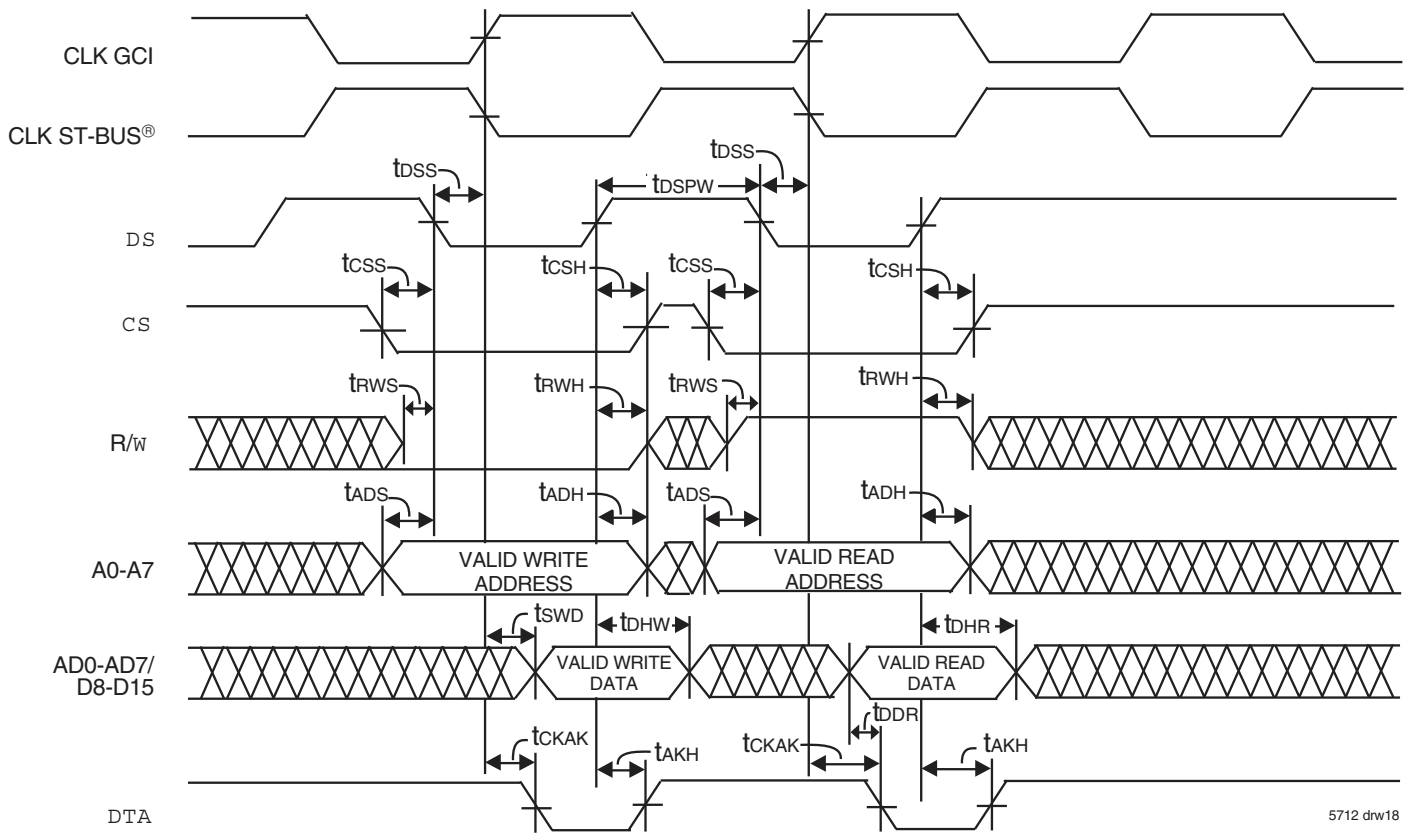 CLK GCI
CLK ST-BUS®
tDSS
tDSS
tDSPW
DS
tCSS
tCSH
tCSS
tCSH
CS
tRWS
tRWH
tRWS
tRWH
R/W
tADS
tADH
tADS
tADH
A0-A7
VALID WRITE
ADDRESS
VALID READ
ADDRESS
tSWD
tDHW
tDHR
AD0-AD7/
D8-D15
VALID WRITE
DATA
VALID READ
DATA
tDDR
tCKAK
tAKH
tCKAK
tAKH
DTA
5712 drw18